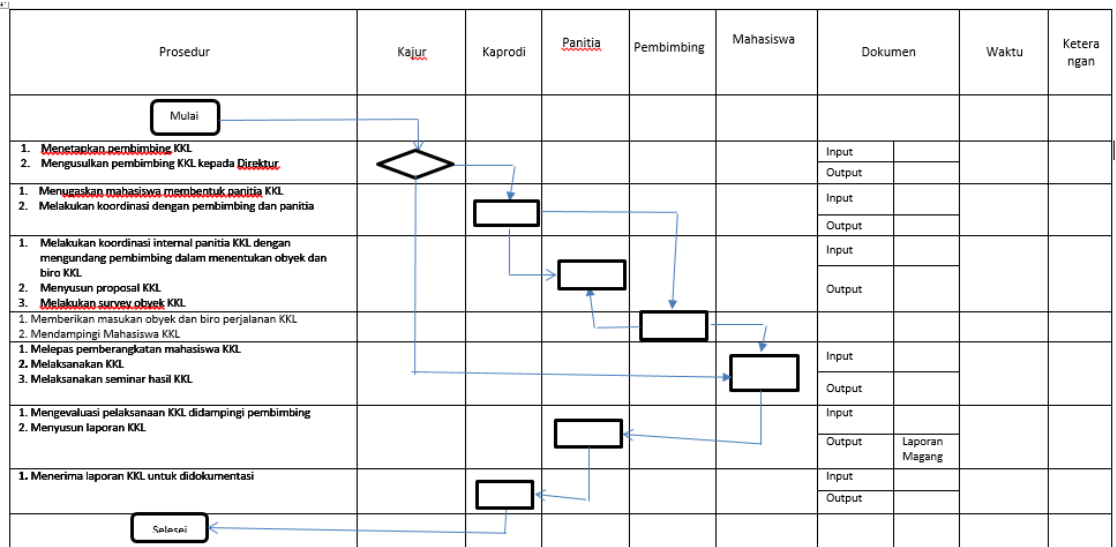 Prosedur
Kajur
Kaprodi
Panitia
Pembimbing
Mahasiswa
Dokumen
Waktu
Ketera
ngan
Mulai
1. Menetapkan pembimbing KKL
2. Mengusulkan pembimbing KKL kepada Direktur
Input
Output
1. Menugaskan mahasiswa membentuk panitia KKL
2. Melakukan koordinasi dengan pembimbing dan panitia
Input
Output
1. Melakukan koordinasi internal panitia KKL dengan
mengundang pembimbing dalam menentukan obyek dan
biro KKL
2. Menyusun proposal KKL
3. Melakukan survey obyek KKL
Input
Output
1. Memberikan masukan obyek dan biro perjalanan KKL
2. Mendampingi Mahasiswa KKL
1. Melepas pemberangkatan mahasiswa KKL
2. Melaksanakan KKL
3. Melaksanakan seminar hasil KKL
Input
Output
1. Mengevaluasi pelaksanaan KKL didampingi pembimbing
2. Menyusun laporan KKL
Input
Output
Laporan
Magang
1. Menerima laporan KKL untuk didokumentasi
Input
Output
Selesei